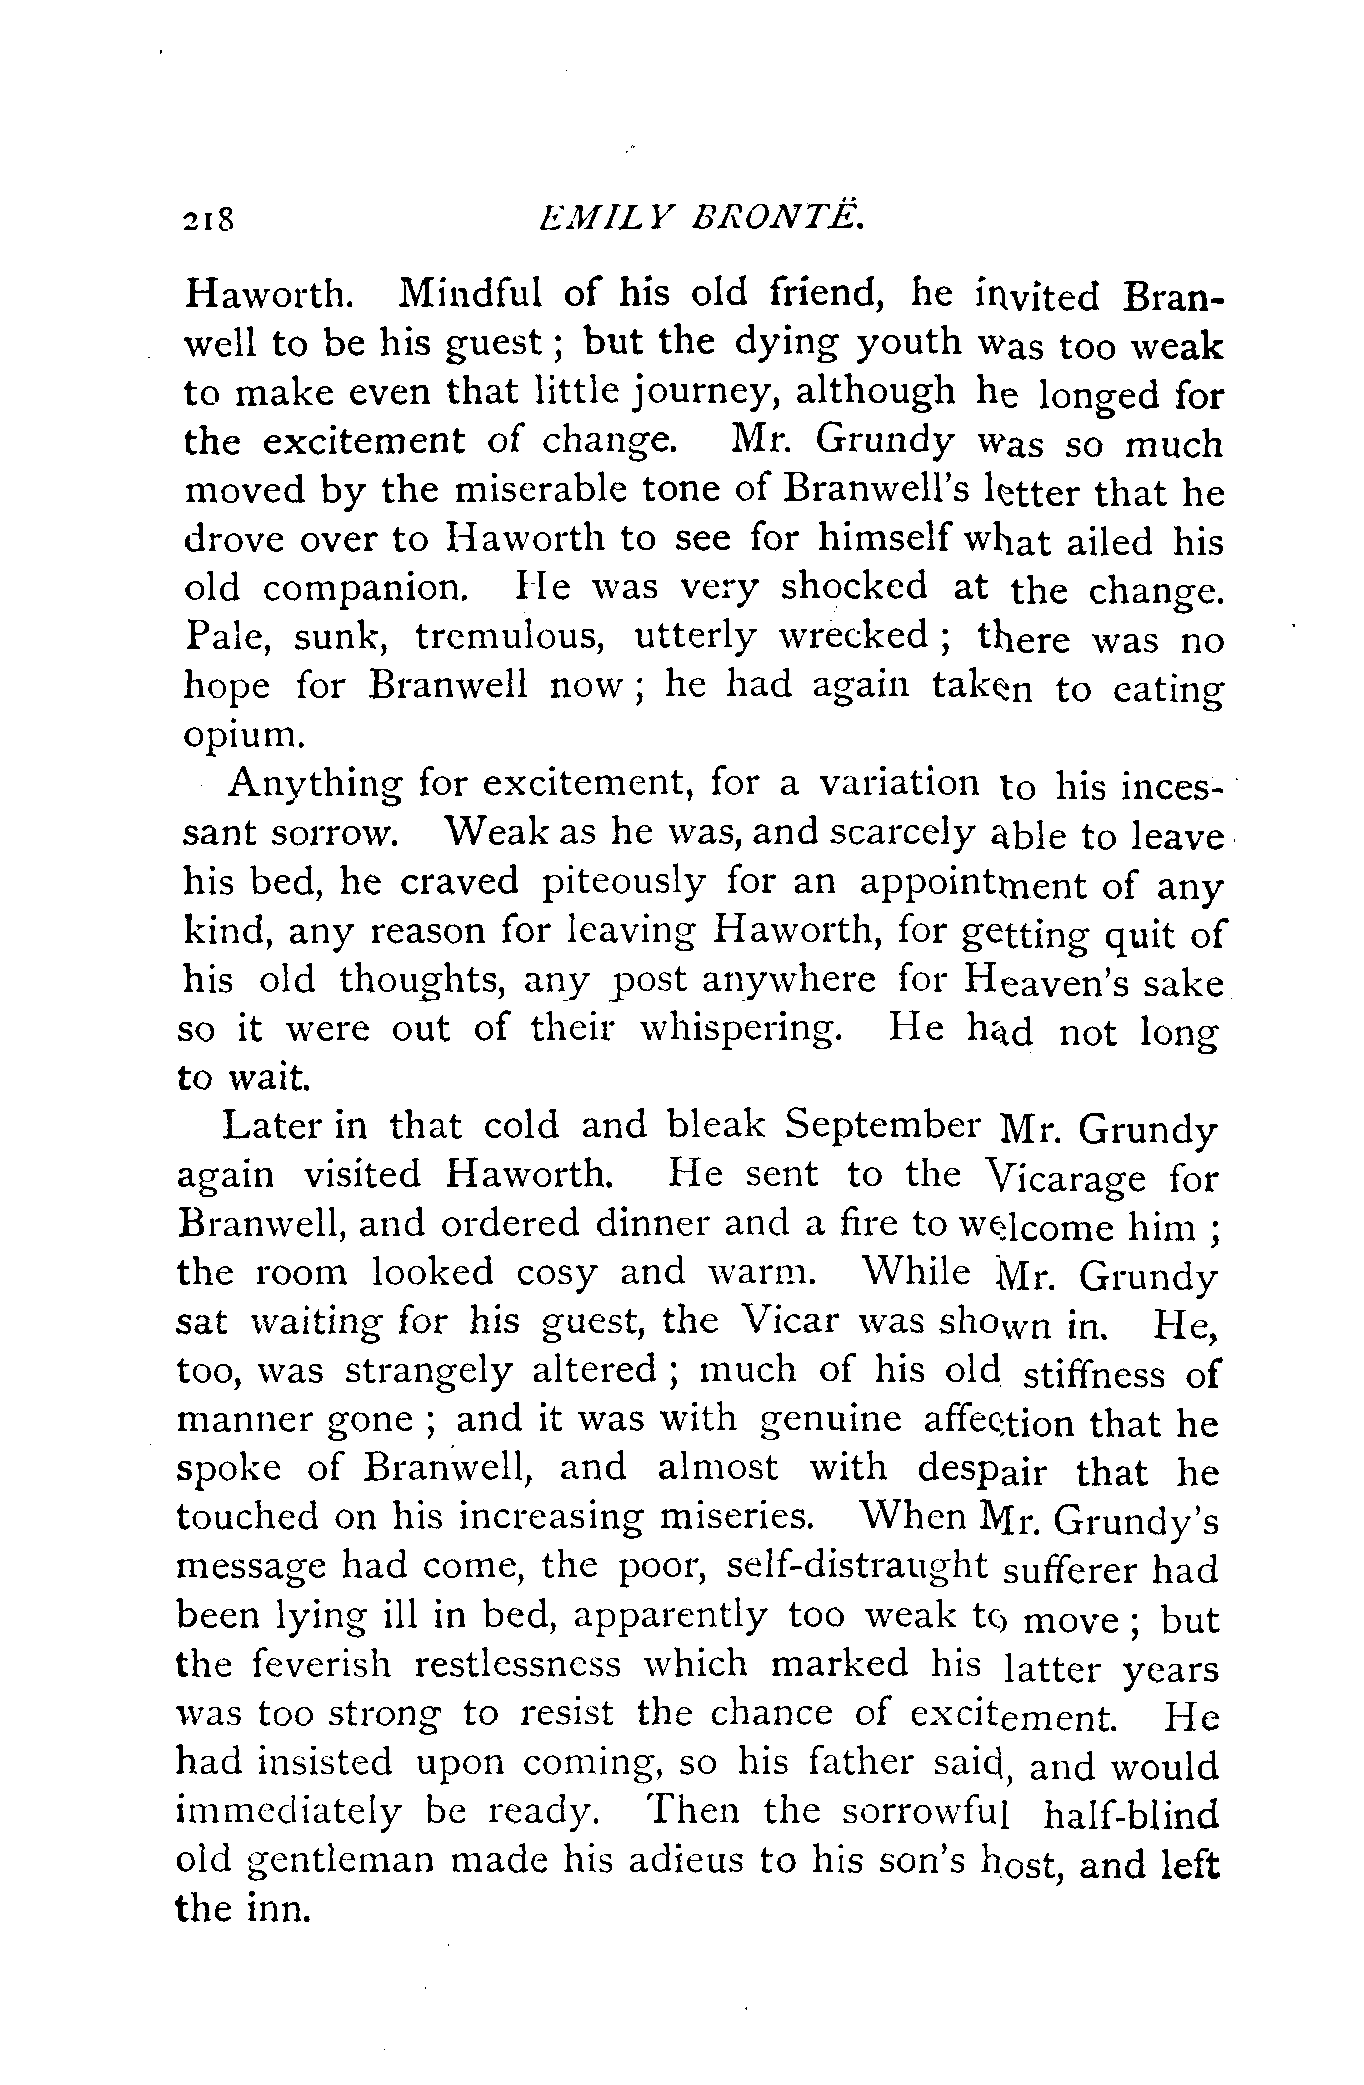 218 EMILY BRONTË.
Haworth. Mindful of his old friend, he invited Bran-
well to be his guest ; but the dying youth was too weak
to make even that little journey, although he longed for
the excitement of change. Mr. Grundy was so much
moved by the miserable tone of Branwell's letter that he
drove over to Haworth to see for himself what ailed his
old companion. He was very shocked at the change.
Pale, sunk, tremulous, utterly wrecked ; there was no
hope for Branwell now ; he had again taken to eating
opium.
Anything for excitement, for a variation to his inces-
sant sorrow. Weak as he was, and scarcely able to leave
his bed, he craved piteously for an appointment of any
kind, any reason for leaving Haworth, for getting quit of
his old thoughts, any post anywhere for Heaven's sake
so it were out of their whispering. He had not long
to wait.
Later in that cold and bleak September Mr. Grundy
again visited Haworth. He sent to the Vicarage for
Branwell, and ordered dinner and a fire to welcome him ;
the room looked cosy and warm. While Mr. Grundy
sat waiting for his guest, the Vicar was shown in. He,
too, was strangely altered ; much of his old stiffness of
manner gone ; and it was with genuine affection that he
spoke of Branwell, and almost with despair that he
touched on his increasing miseries. When Mr. Grundy's
message had come, the poor, self-distraught sufferer had
been lying ill in bed, apparently too weak to move ; but
the feverish restlessness which marked his latter years
was too strong to resist the chance of excitement. He
had insisted upon coming, so his father said, and would
immediately be ready. Then the sorrowful half-blind
old gentleman made his adieus to his son's host, and left
the inn.